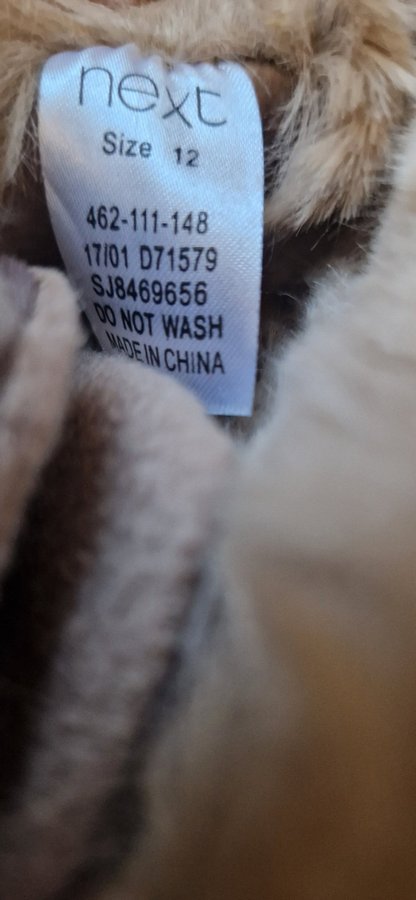 next
Size 12
462-111-148
17/01 D71579
SJ8469656
DO NOT WASH
MADE IN CHINA